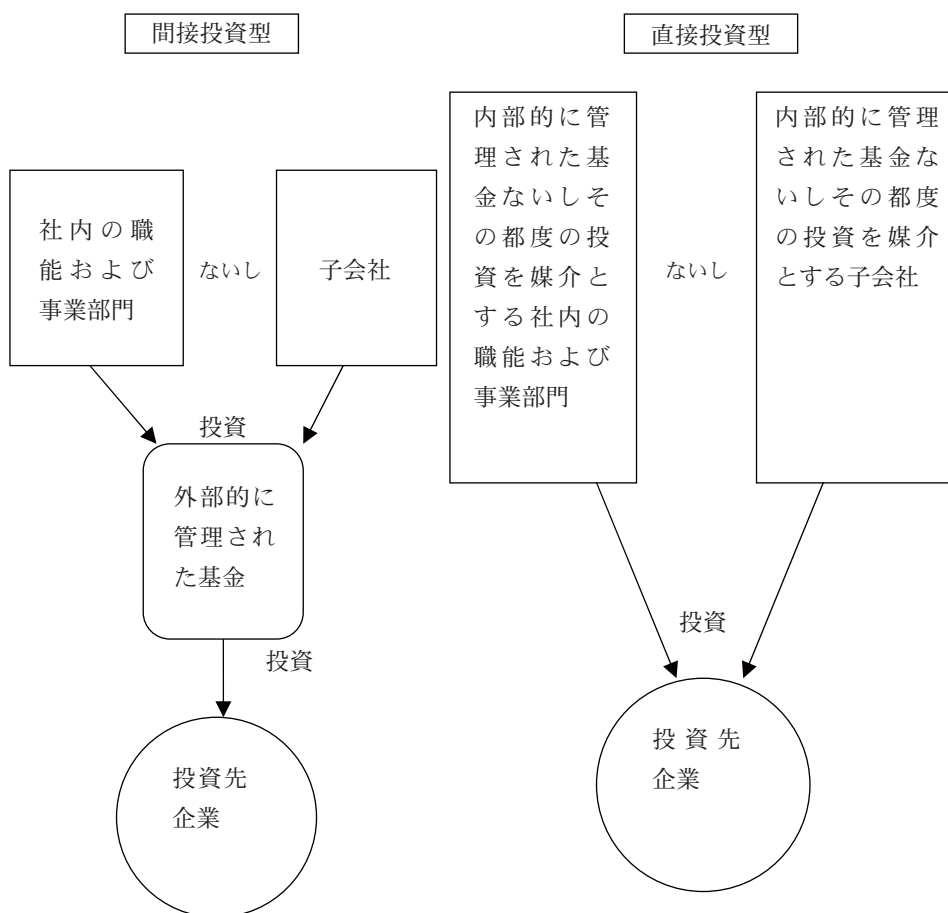 間接投資型
社内の職
能および
事業部門
ないし
子会社
投資
外部的に
管理され
た基金
投資
投資先
企業
直接投資型
内部的に管
理された基
金ないしそ
の都度の投
資を媒介と
する社内の
職能および
事業部門
ないし
内部的に管理
された基金な
いしその都度
の投資を媒介
とする子会社
投資
投資先
企業